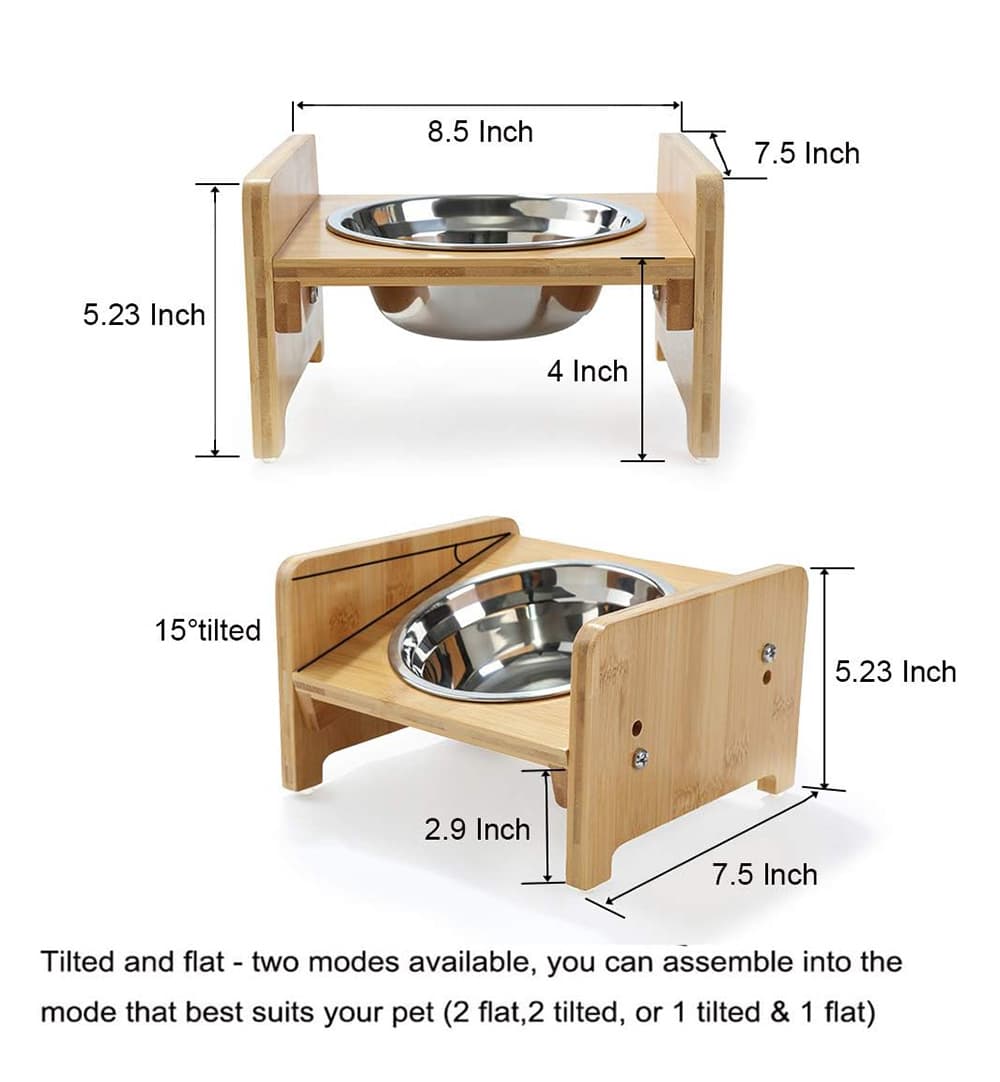 8.5 Inch
7.5 Inch
5.23 Inch
4 Inch
15°tilted
5.23 Inch
2.9 Inch
7.5 Inch
Tilted and flat - two modes available, you can assemble into the
mode that best suits your pet (2 flat,2 tilted, or 1 tilted & 1 flat)